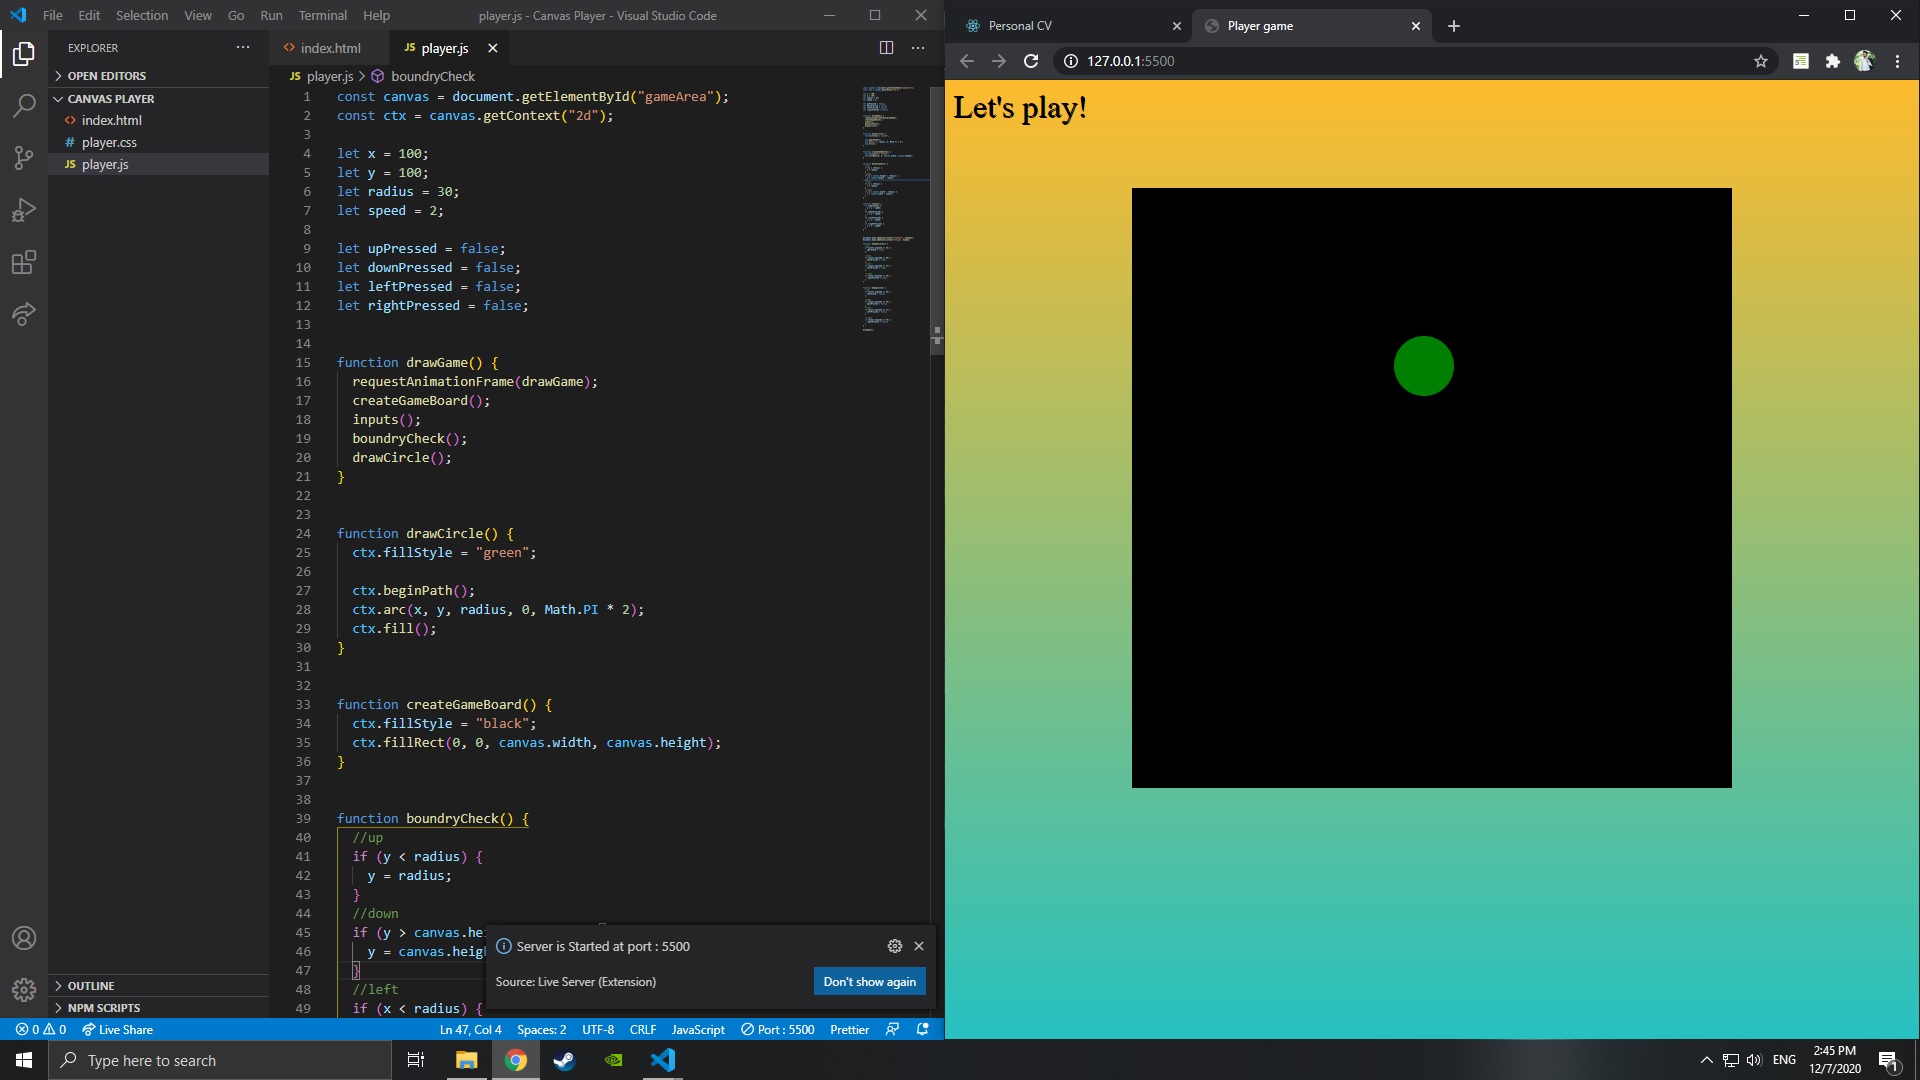 File Edit Selection View Go Run Terminal Help
player.js - Canvas Player - Visual Studio Code
EXPLORER
OPEN EDITORS
CANVAS PLAYER
index.html
player.css
player.js
OUTLINE
NPM SCRIPTS
index.html
JS player.js
JS player.js > boundryCheck
1 const canvas = document.getElementById("gameArea");
2 const ctx = canvas.getContext("2d");
3
4 let x = 100;
5 let y = 100;
6 let radius = 30;
7 let speed = 2;
8
9 let upPressed = false;
10 let downPressed = false;
11 let leftPressed = false;
12 let rightPressed = false;
13
14
15 function drawGame() {
16 requestAnimationFrame(drawGame);
17 createGameBoard();
18 inputs();
19 boundryCheck();
20 drawCircle();
21 }
22
23
24 function drawCircle() {
25 ctx.fillStyle = "green";
26
27 ctx.beginPath();
28 ctx.arc(x, y, radius, 0, Math.PI * 2);
29 ctx.fill();
30 }
31
32
33 function createGameBoard() {
34 ctx.fillStyle = "black";
35 ctx.fillRect(0, 0, canvas.width, canvas.height);
36 }
37
38
39 function boundryCheck() {
40 //up
41 if (y < radius) {
42 y = radius;
43 }
44 //down
45 if (y > canvas.hei
46 y = canvas.heigh
47 }
48 //left
49 if (x < radius) {
Server is Started at port : 5500
Source: Live Server (Extension)
Don't show again
0 0 Live Share
Ln 47, Col 4 Spaces: 2 UTF-8 CRLF JavaScript Port : 5500 Prettier
Personal CV
Player game
127.0.0.1:5500
Let's play!
Type here to search
ENG
2:45 PM
12/7/2020
1